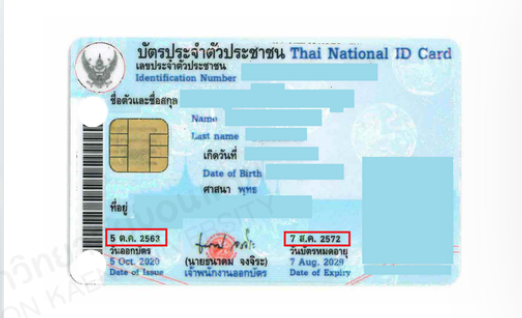 บัตรประจำตัวประชาชน Thai National ID Card
เลขประจำตัวประชาชน
Identification Number
ชื่อตัวและชื่อสกุล
Name
Last name
เกิดวันที่
Date of Birth
ศาสนา พุทธ
ที่อยู่
5 ต.ค. 2563
วันออกบัตร
5 Oct. 2020
Date of Issue
(นายธนาคม จงจิระ)
เจ้าพนักงานออกบัตร
7 ส.ค. 2572
วันบัตรหมดอายุ
7 Aug. 2029
Date of Expiry